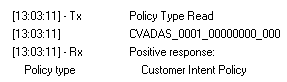 [13:03:11] - Tx Policy Type Read
[13:03:11] CVADAS_0001_00000000_000
[13:03:11] - Rx Positive response:
Policy type Customer Intent Policy